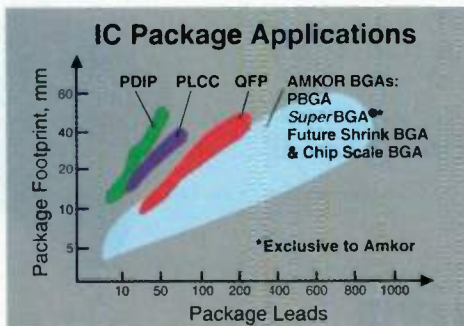 IC Package Applications
PDIP PLCC QFP AMKOR BGAs:
PBGA
SuperBGA®*
Future Shrink BGA
& Chip Scale BGA
*Exclusive to Amkor
Package Footprint, mm
60
40
20
10
5
10 50 100 200 400 600 800 1000
Package Leads